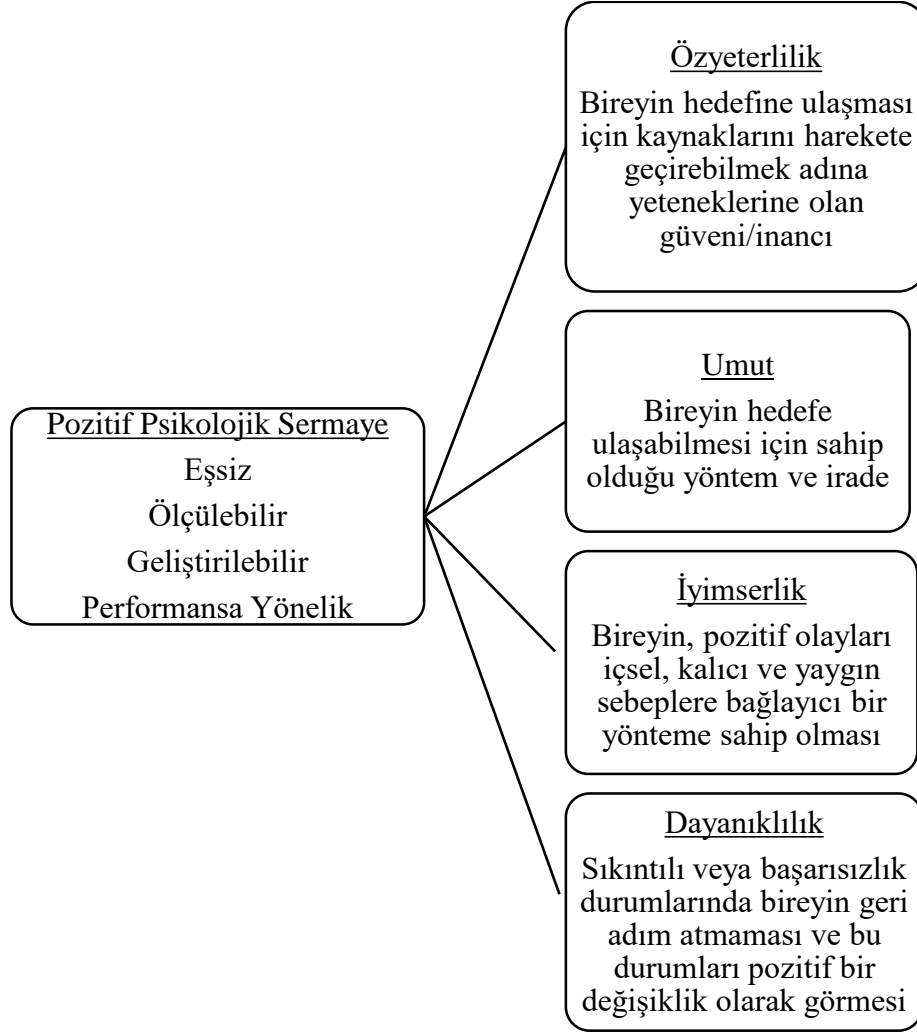 Pozitif Psikolojik Sermaye
Eşsiz
Ölçülebilir
Geliştirilebilir
Performansa Yönelik
Özyeterlilik
Bireyin hedefine ulaşması
için kaynaklarını harekete
geçirebilmek adına
yeteneklerine olan
güveni/inancı
Umut
Bireyin hedefe
ulaşabilmesi için sahip
olduğu yöntem ve irade
İyimserlik
Bireyin, pozitif olayları
içsel, kalıcı ve yaygın
sebeplere bağlayıcı bir
yönteme sahip olması
Dayanıklılık
Sıkıntılı veya başarısızlık
durumlarında bireyin geri
adım atmaması ve bu
durumları pozitif bir
değişiklik olarak görmesi